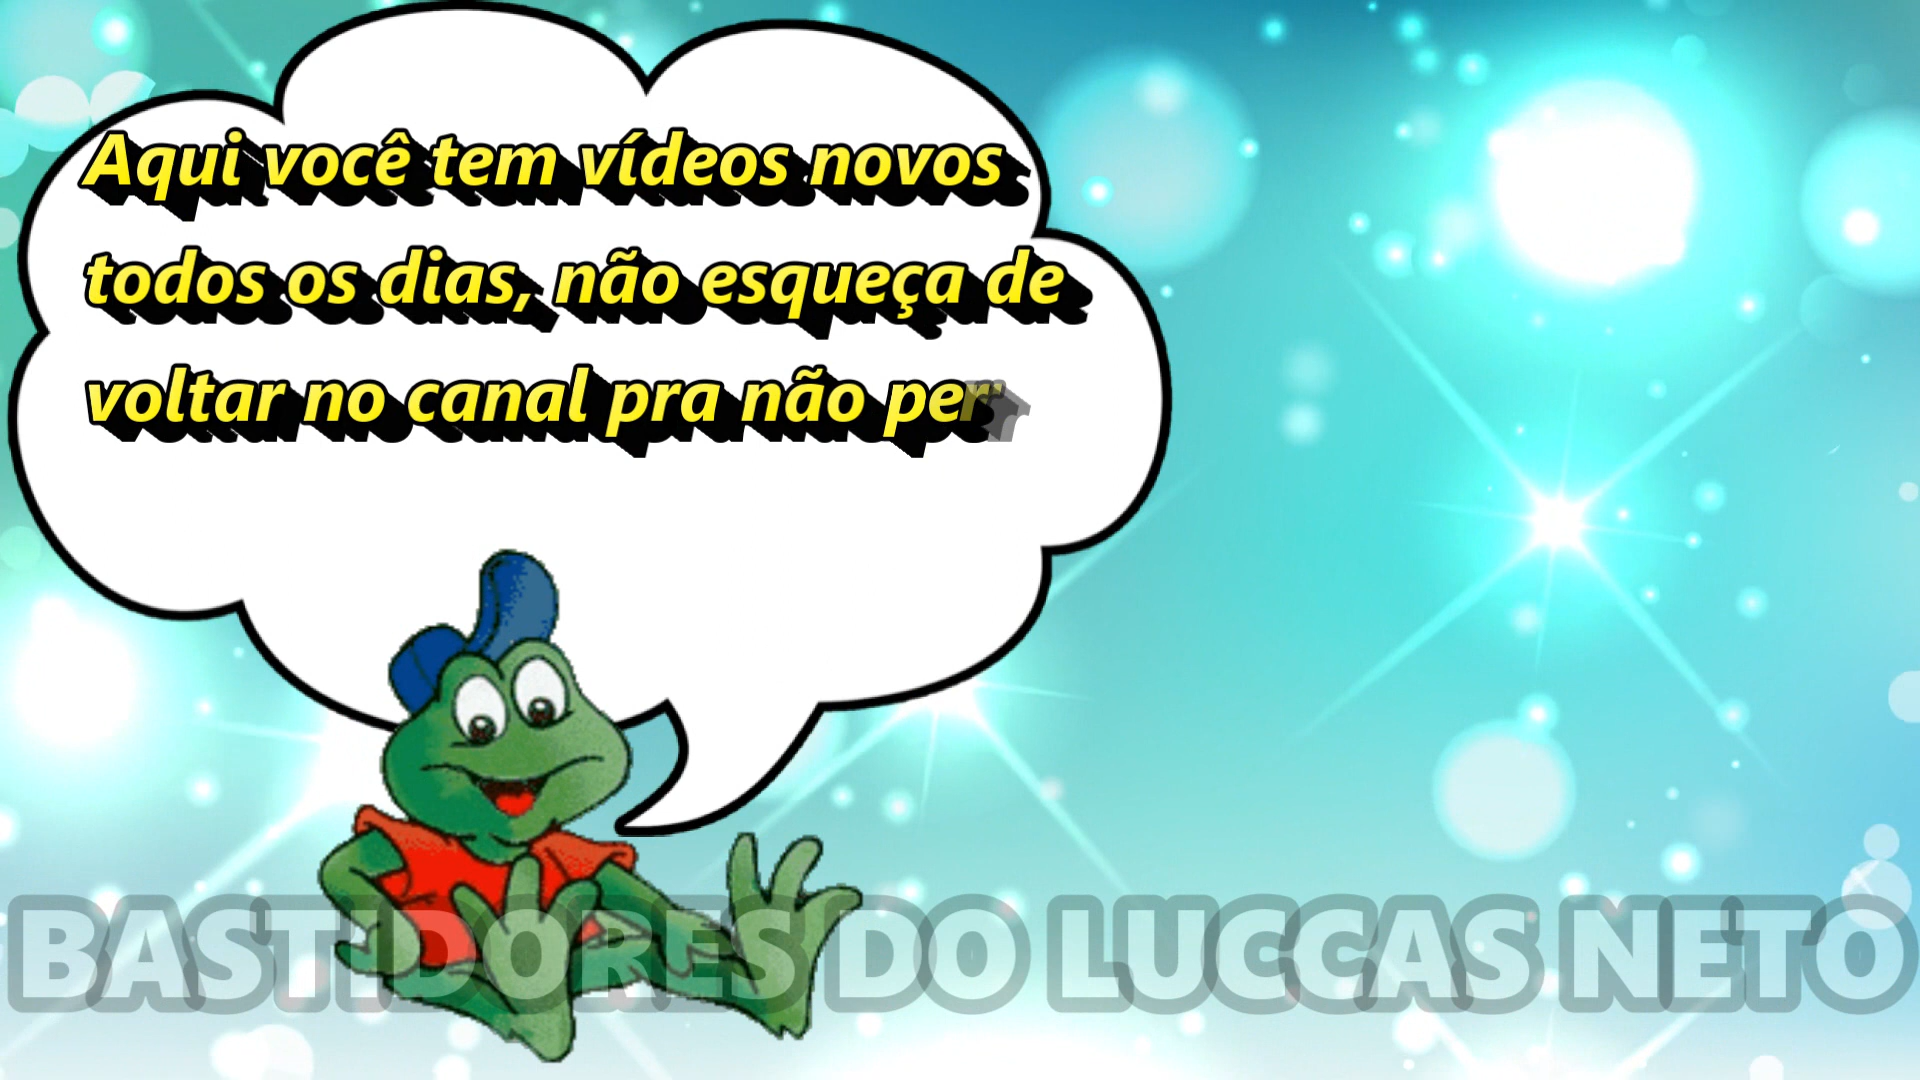 Aqui você tem vídeos novos
todos os dias, não esqueça de
voltar no canal pra não per
BASTIDORES DO LUCCAS NETO